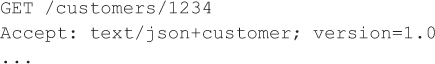 GET /customers/1234
Accept: text/json+customer; version=1.0
...